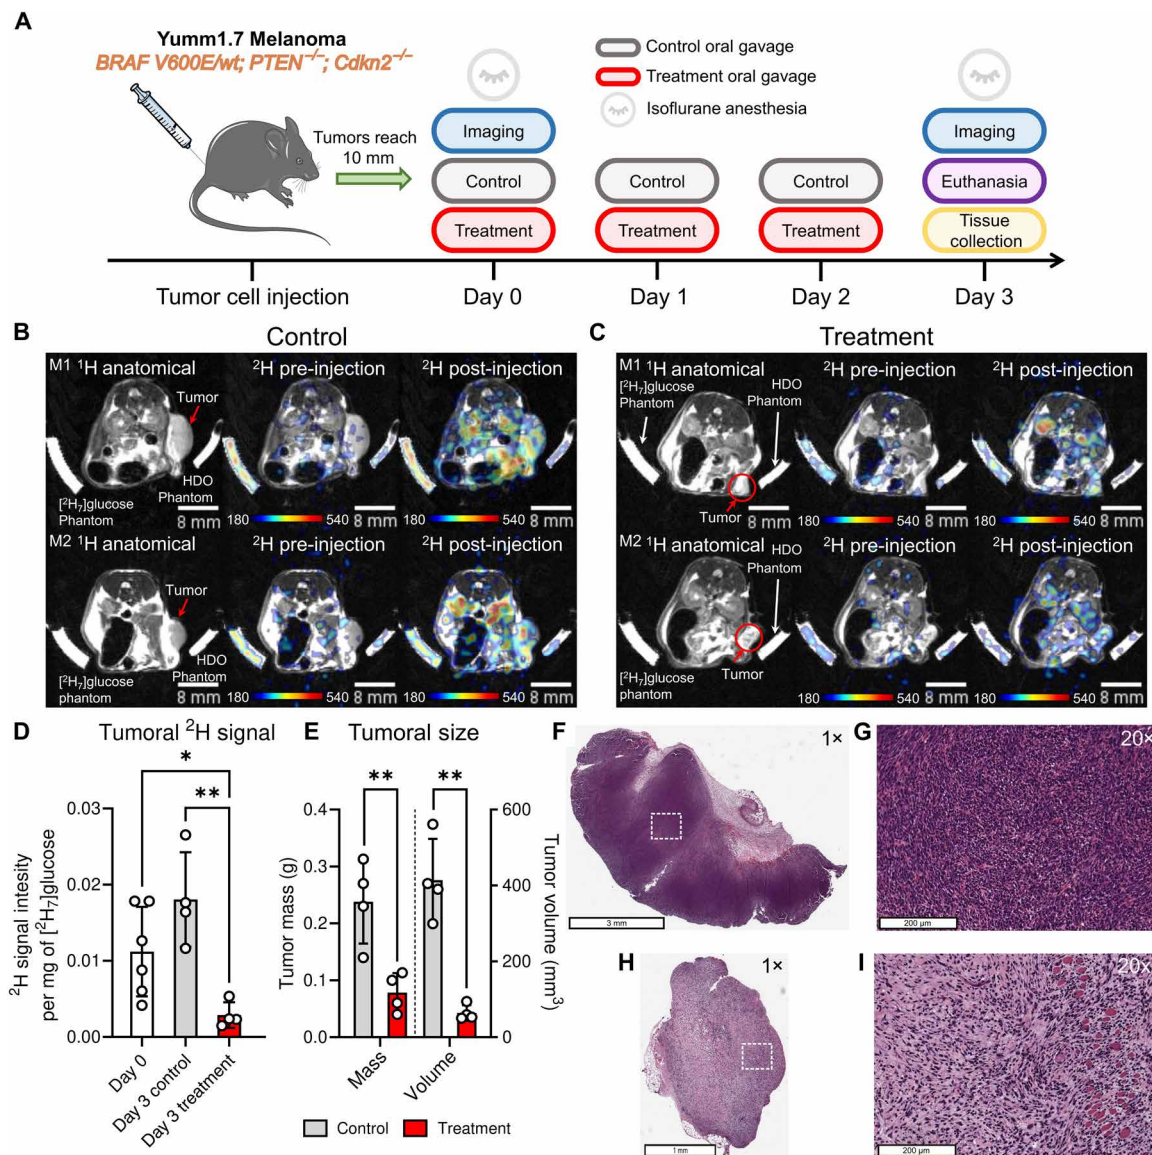 A
Yumm1.7 Melanoma
BRAF V600E/wt; PTEN⁻/⁻; Cdkn2⁻/⁻
Tumors reach
10 mm
Control oral gavage
Treatment oral gavage
Isoflurane anesthesia
Imaging
Control
Treatment
Control
Treatment
Control
Treatment
Imaging
Euthanasia
Tissue
collection
Tumor cell injection
Day 0
Day 1
Day 2
Day 3
B
Control
M1 ¹H anatomical
²H pre-injection
²H post-injection
Tumor
HDO
Phantom
[²H₇]glucose
Phantom
8 mm
180
540
8 mm
180
540
8 mm
M2 ¹H anatomical
²H pre-injection
²H post-injection
Tumor
HDO
Phantom
[²H₇]glucose
phantom
8 mm
180
540
8 mm
180
540
8 mm
C
Treatment
M1 ¹H anatomical
²H pre-injection
²H post-injection
[²H₇]glucose
Phantom
HDO
Phantom
Tumor
8 mm
180
540
8 mm
180
540
8 mm
M2 ¹H anatomical
²H pre-injection
²H post-injection
HDO
Phantom
[²H₇]glucose
phantom
Tumor
8 mm
180
540
8 mm
180
540
8 mm
D
Tumoral ²H signal
*
**
²H signal intesity
per mg of [²H₇]glucose
0.03
0.02
0.01
0.00
Day 0
Day 3 control
Day 3 treatment
E
Tumoral size
**
**
Tumor mass (g)
0.4
0.3
0.2
0.1
0.0
600
400
200
0
Tumor volume (mm³)
Mass
Volume
Control
Treatment
F
1×
3 mm
G
20×
200 µm
H
1×
1 mm
I
20×
200 µm